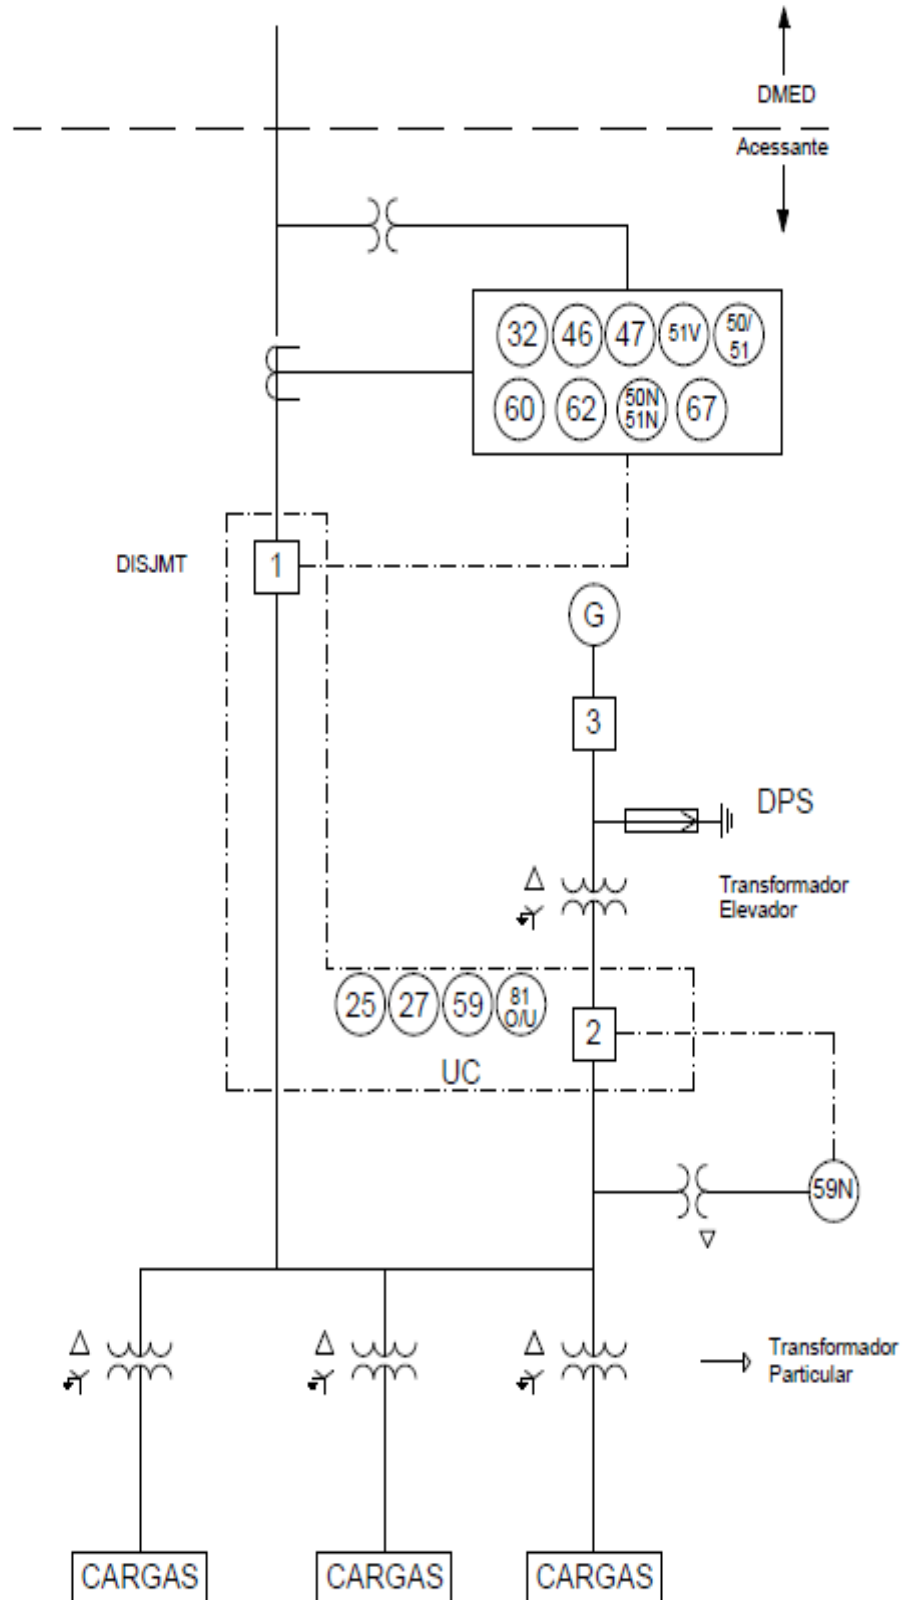 DMED
Acessante
32
46
47
51V
50/
51
60
62
50N
51N
67
DISJMT
1
G
3
DPS
Transformador
Elevador
25
27
59
81
O/U
2
UC
59N
Transformador
Particular
CARGAS
CARGAS
CARGAS